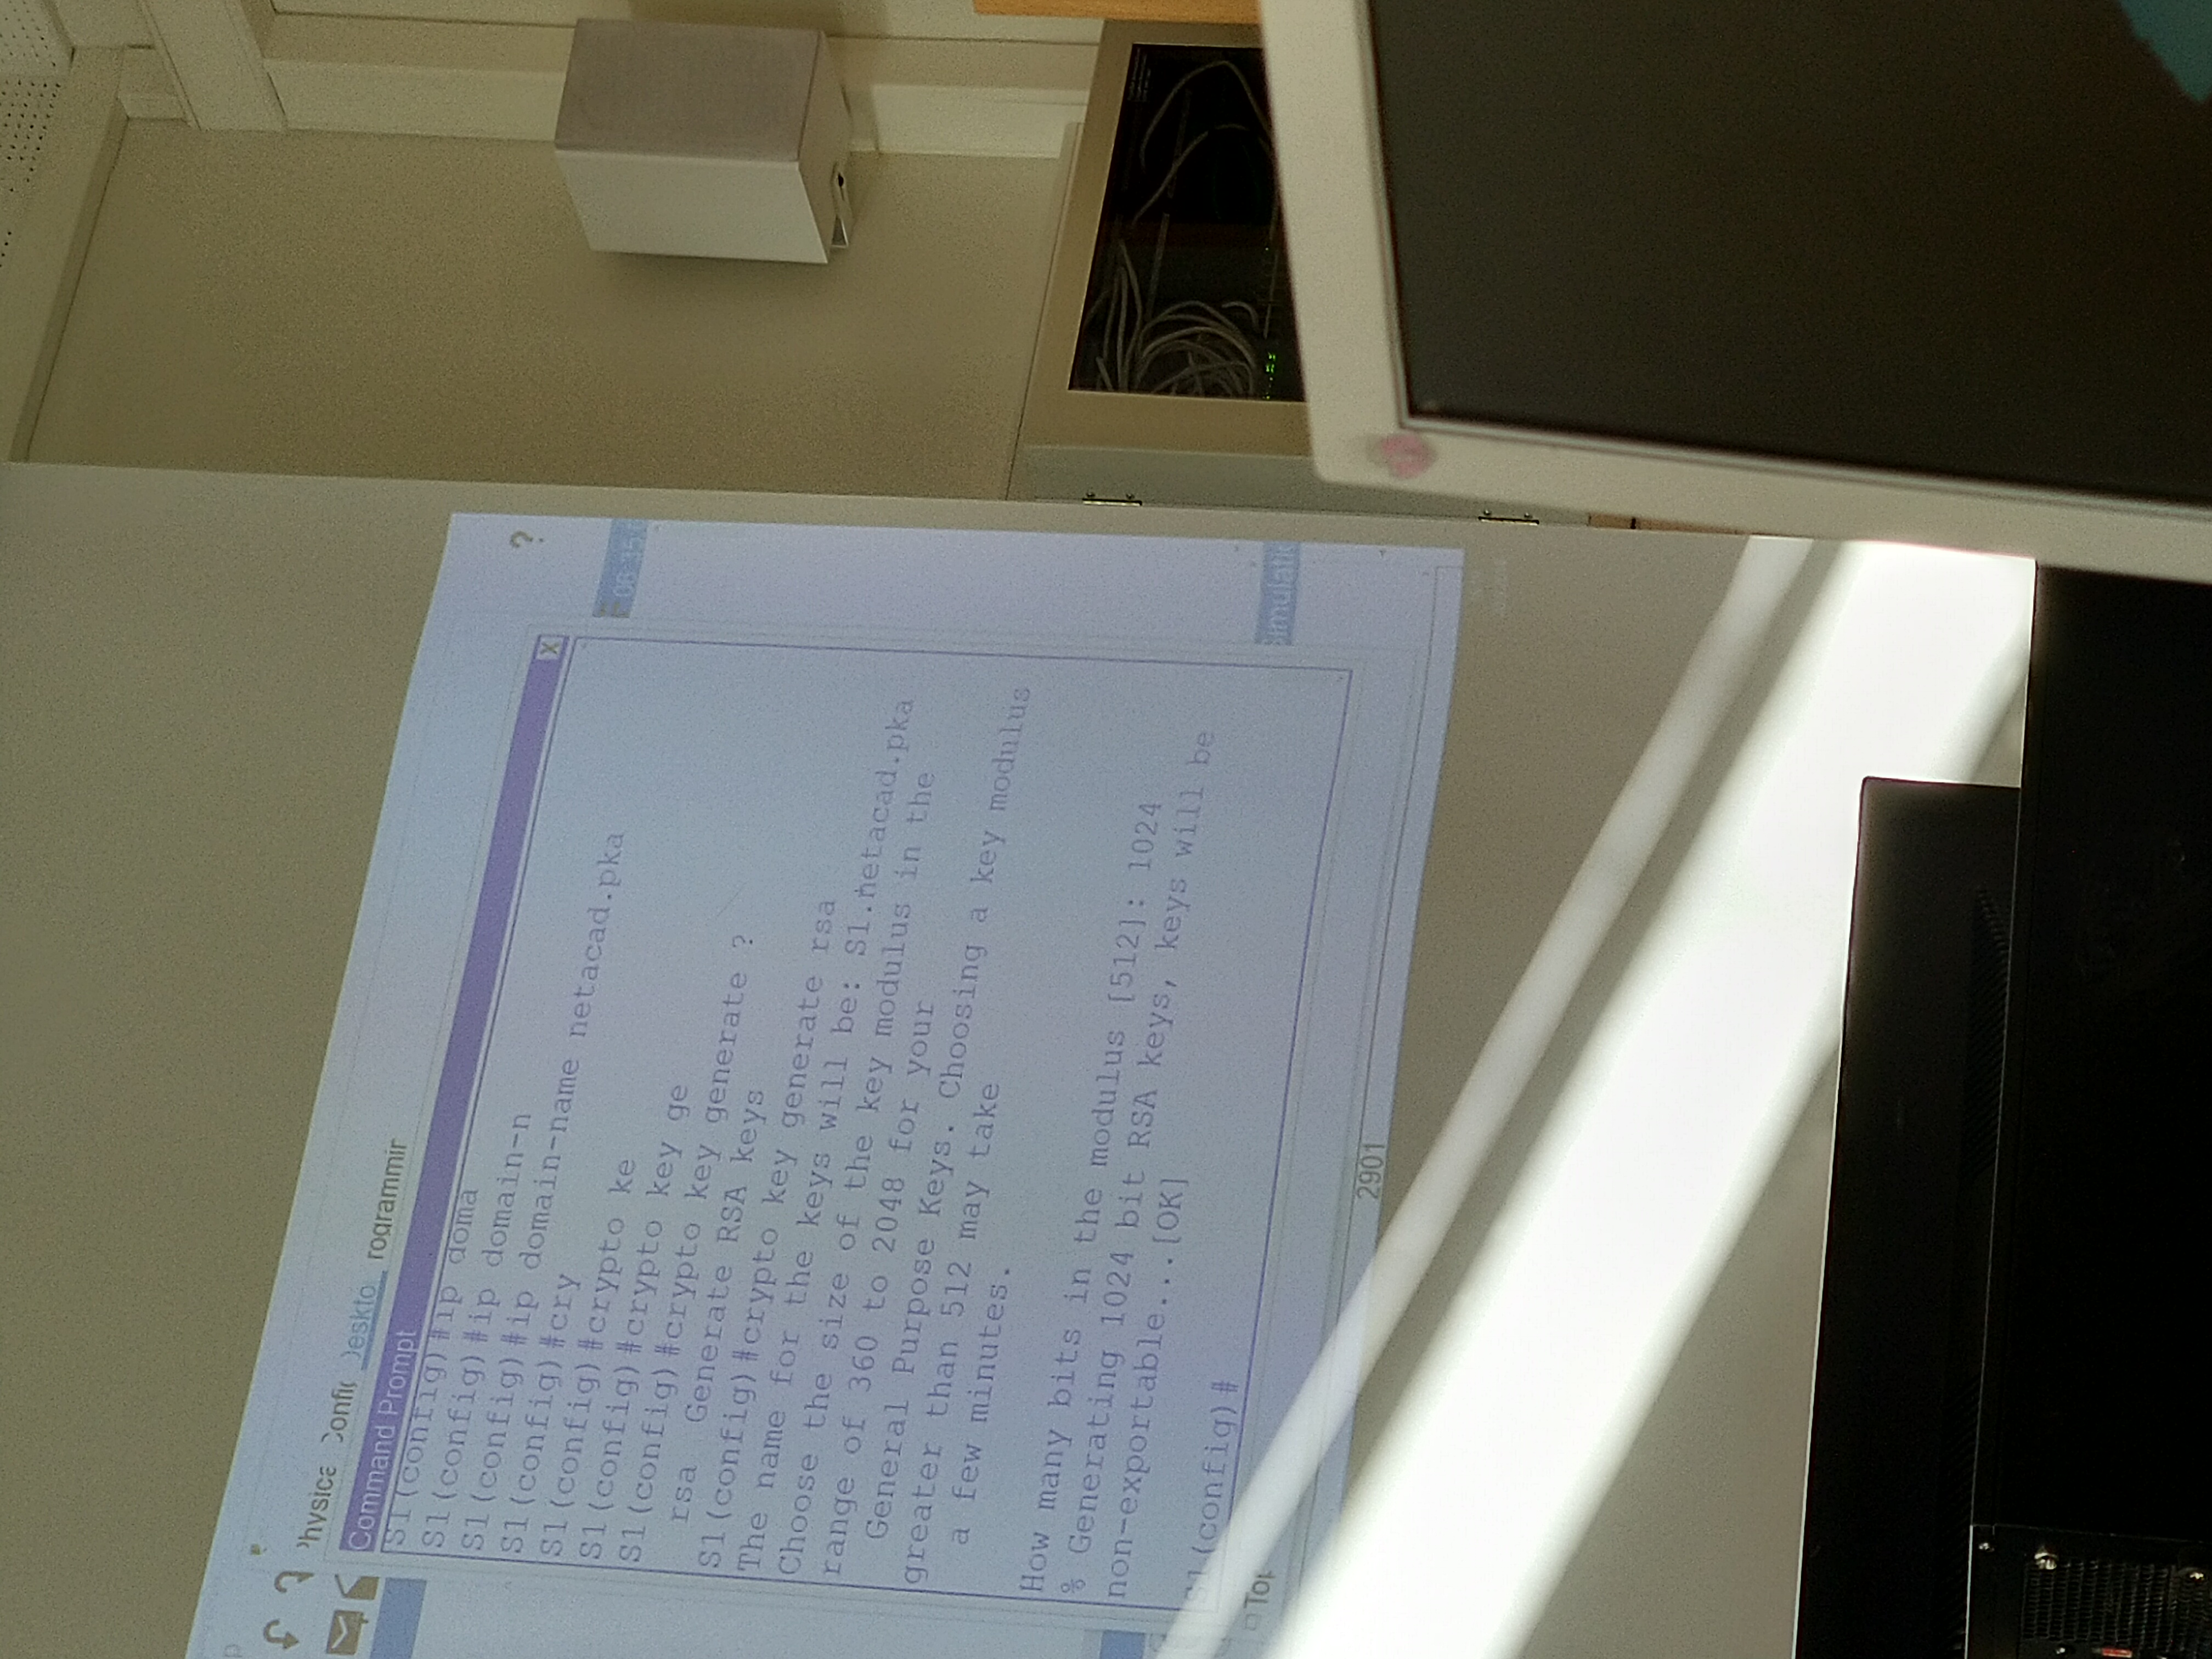 Command Prompt
S1(config)#ip doma
S1(config)#ip domain-n
S1(config)#ip domain-name netacad.pka
S1(config)#cry
S1(config)#crypto ke
S1(config)#crypto key ge
S1(config)#crypto key generate ?
rsa Generate RSA keys
S1(config)#crypto key generate rsa
The name for the keys will be: S1.netacad.pka
Choose the size of the key modulus in the
range of 360 to 2048 for your
General Purpose Keys. Choosing a key modulus
greater than 512 may take
a few minutes.
How many bits in the modulus [512]: 1024
% Generating 1024 bit RSA keys, keys will be
non-exportable...[OK]
S1(config)#
X
?
2901